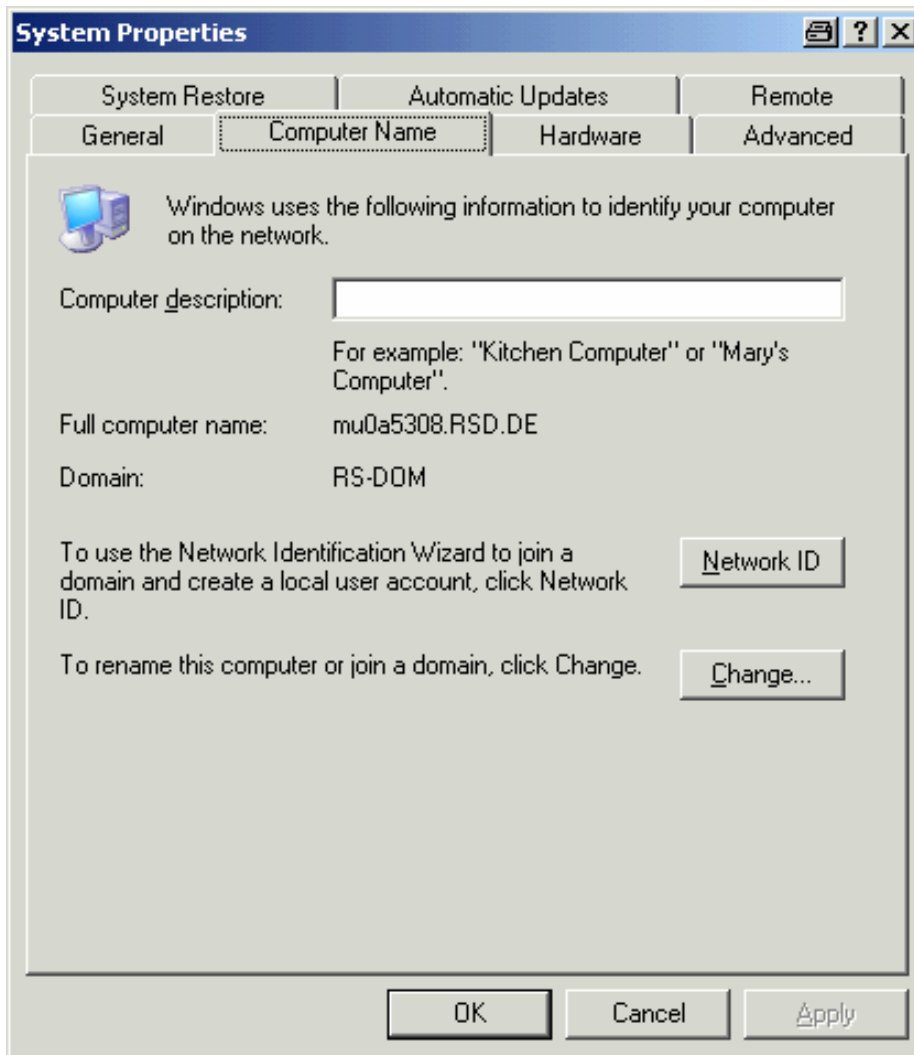 System Properties
System Restore
Automatic Updates
Remote
General
Computer Name
Hardware
Advanced
Windows uses the following information to identify your computer
on the network.
Computer description:
For example: "Kitchen Computer" or "Mary's
Computer".
Full computer name:
mu0a5308.RSD.DE
Domain:
RS-DOM
To use the Network Identification Wizard to join a
domain and create a local user account, click Network
ID.
Network ID
To rename this computer or join a domain, click Change.
Change...
OK
Cancel
Apply